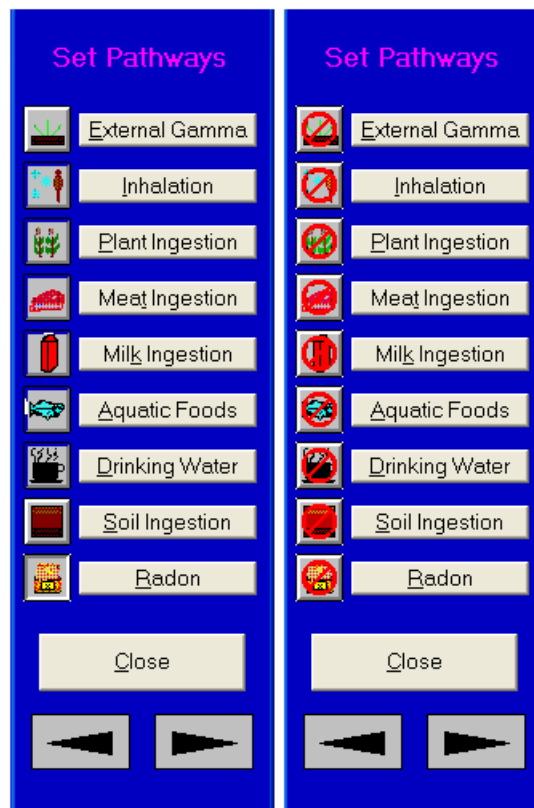 Set Pathways
External Gamma
Inhalation
Plant Ingestion
Meat Ingestion
Milk Ingestion
Aquatic Foods
Drinking Water
Soil Ingestion
Radon
Close
Set Pathways
External Gamma
Inhalation
Plant Ingestion
Meat Ingestion
Milk Ingestion
Aquatic Foods
Drinking Water
Soil Ingestion
Radon
Close